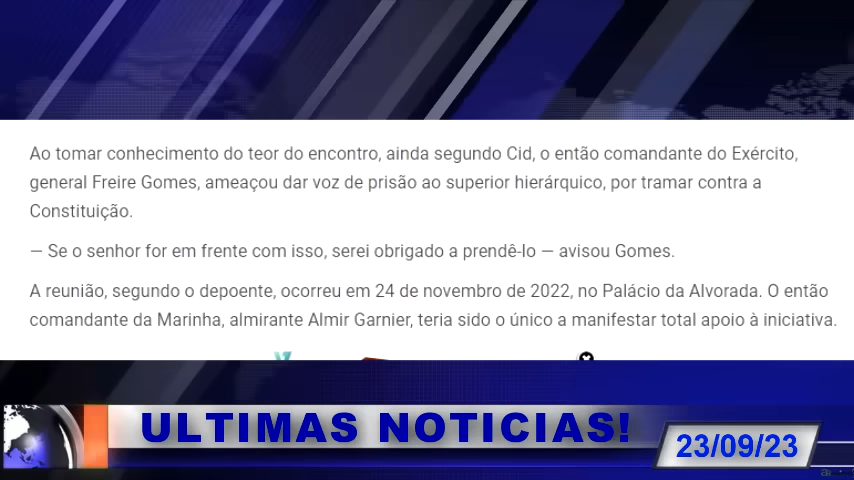 Ao tomar conhecimento do teor do encontro, ainda segundo Cid, o então comandante do Exército,
general Freire Gomes, ameaçou dar voz de prisão ao superior hierárquico, por tramar contra a
Constituição.
— Se o senhor for em frente com isso, serei obrigado a prendê-lo — avisou Gomes.
A reunião, segundo o depoente, ocorreu em 24 de novembro de 2022, no Palácio da Alvorada. O então
comandante da Marinha, almirante Almir Garnier, teria sido o único a manifestar total apoio à iniciativa.
ULTIMAS NOTICIAS!
23/09/23